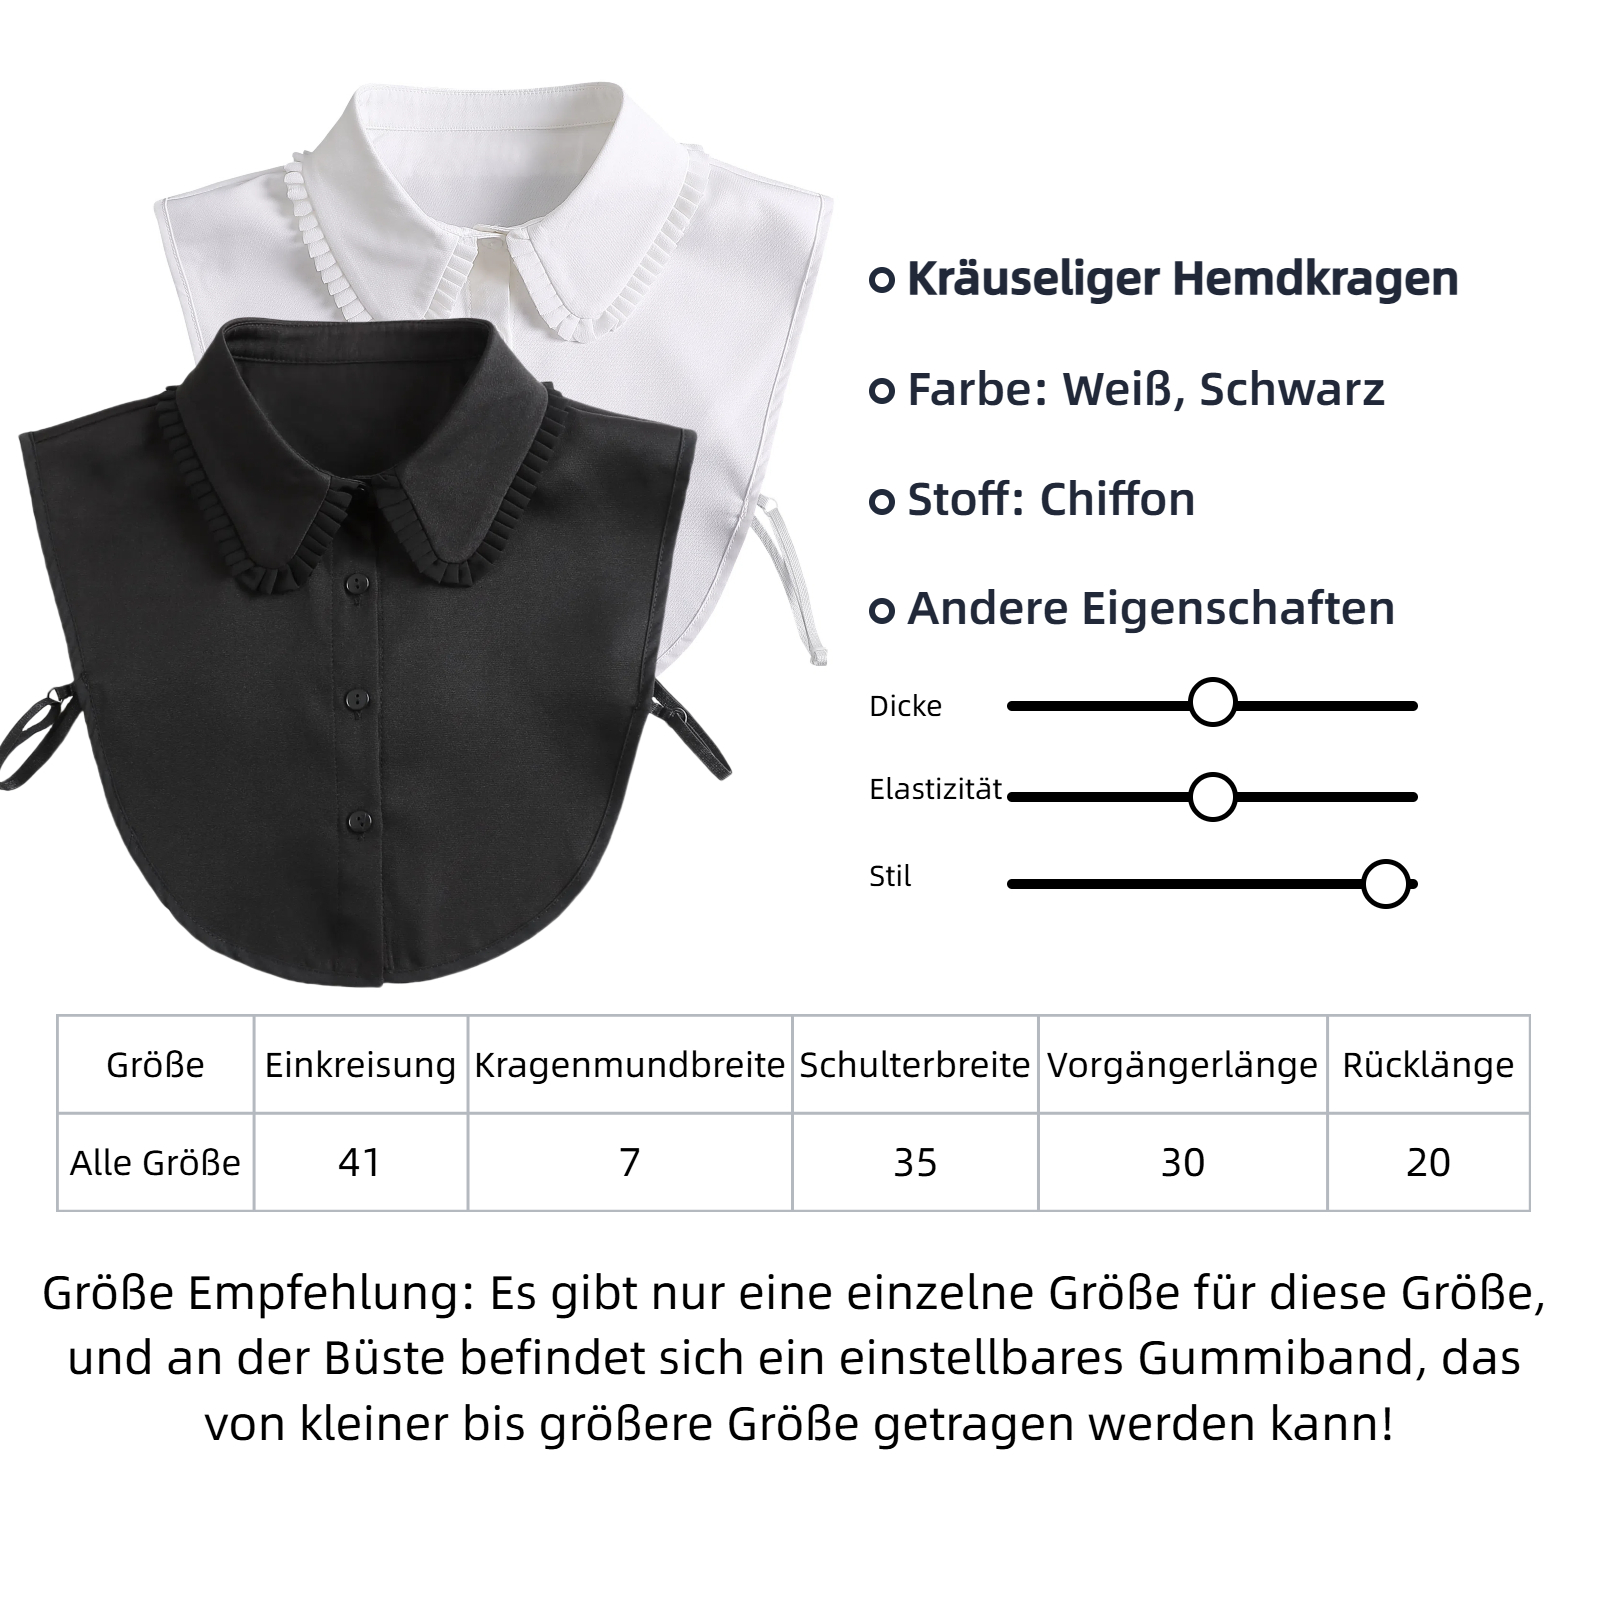 Kräuseliger Hemdkragen
Farbe: Weiß, Schwarz
Stoff: Chiffon
Andere Eigenschaften
Dicke
Elastizität
Stil
Größe Einkreisung Kragenmundbreite Schulterbreite Vorgängerlänge Rücklänge
Alle Größe 41 7 35 30 20
Größe Empfehlung: Es gibt nur eine einzelne Größe für diese Größe,
und an der Büste befindet sich ein einstellbares Gummiband, das
von kleiner bis größere Größe getragen werden kann!